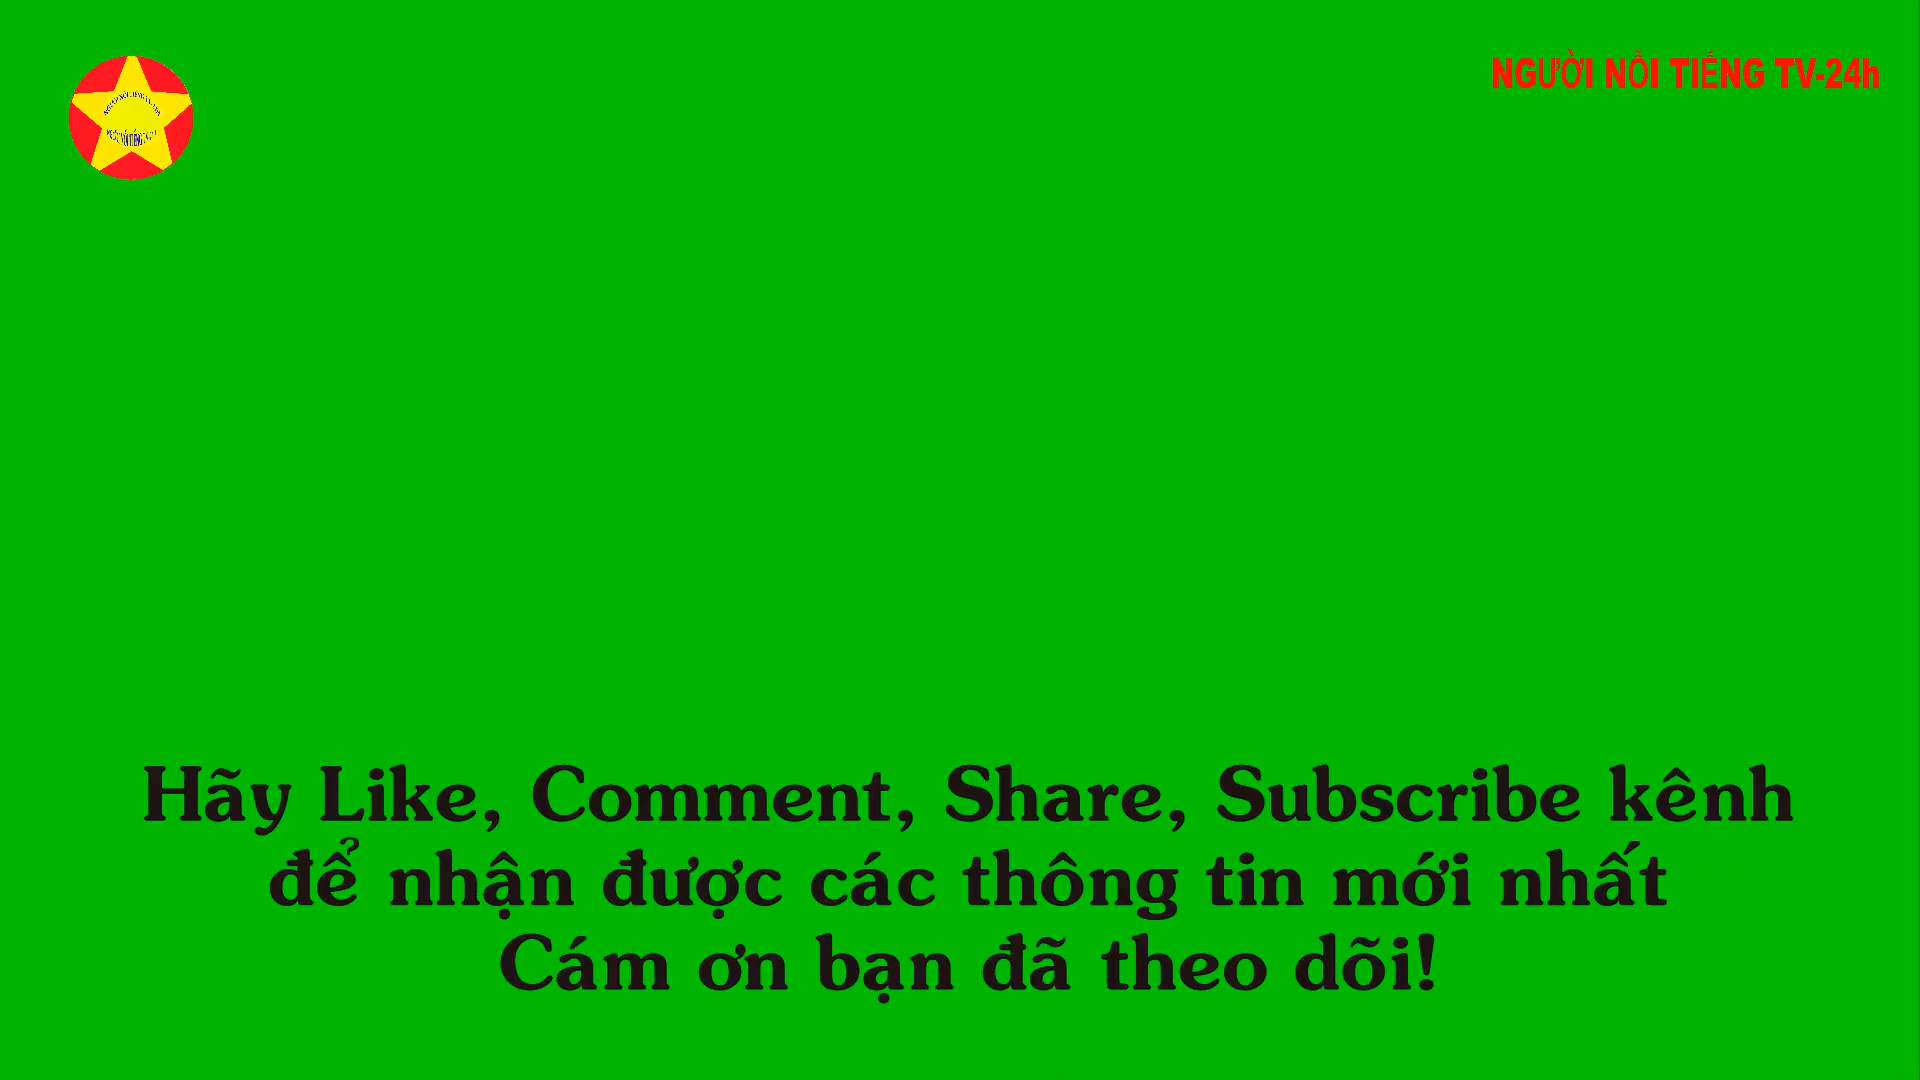 NGƯỜI NỔI TIẾNG TV-24h
Hãy Like, Comment, Share, Subscribe kênh
để nhận được các thông tin mới nhất
Cám ơn bạn đã theo dõi!